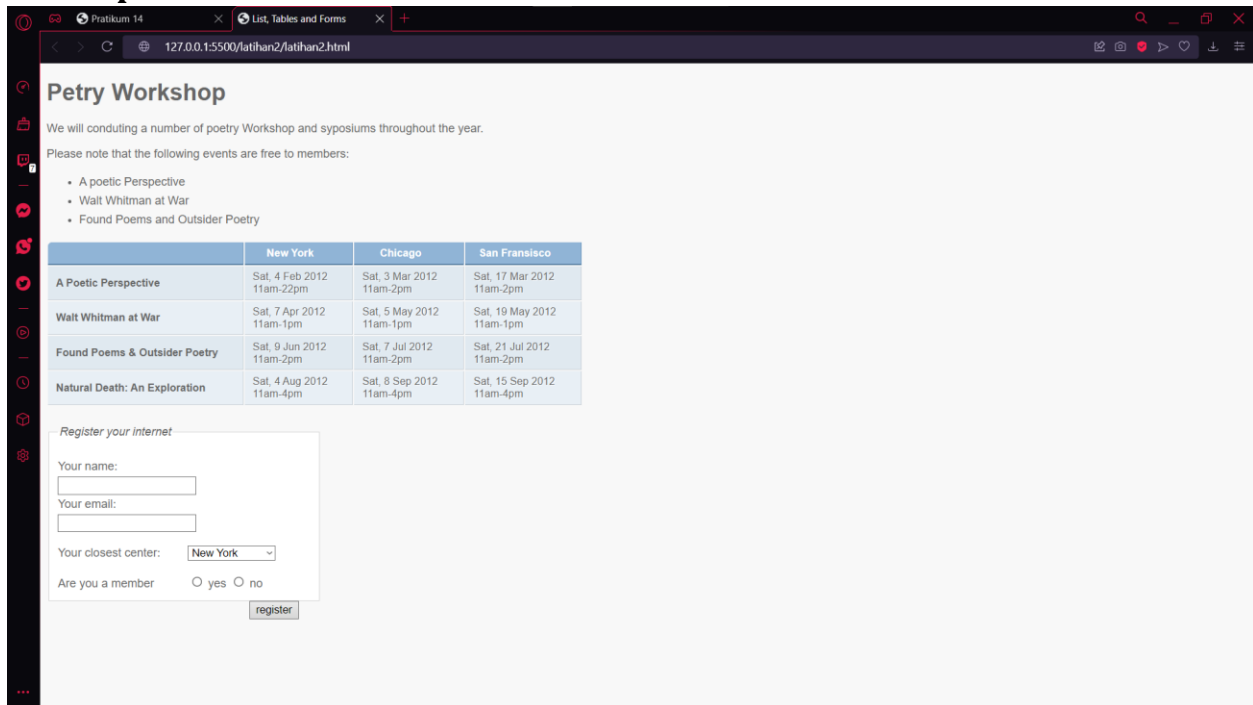 Pratikum 14
List, Tables and Forms
127.0.0.1:5500/latihan2/latihan2.html
7
Petry Workshop
We will conduting a number of poetry Workshop and syposiums throughout the year.
Please note that the following events are free to members:
A poetic Perspective
Walt Whitman at War
Found Poems and Outsider Poetry
New York Chicago San Fransisco
A Poetic Perspective Sat, 4 Feb 2012 11am-22pm Sat, 3 Mar 2012 11am-2pm Sat, 17 Mar 2012 11am-2pm
Walt Whitman at War Sat, 7 Apr 2012 11am-1pm Sat, 5 May 2012 11am-1pm Sat, 19 May 2012 11am-1pm
Found Poems & Outsider Poetry Sat, 9 Jun 2012 11am-2pm Sat, 7 Jul 2012 11am-2pm Sat, 21 Jul 2012 11am-2pm
Natural Death: An Exploration Sat, 4 Aug 2012 11am-4pm Sat, 8 Sep 2012 11am-4pm Sat, 15 Sep 2012 11am-4pm
Register your internet
Your name:
Your email:
Your closest center: New York
Are you a member yes no
register